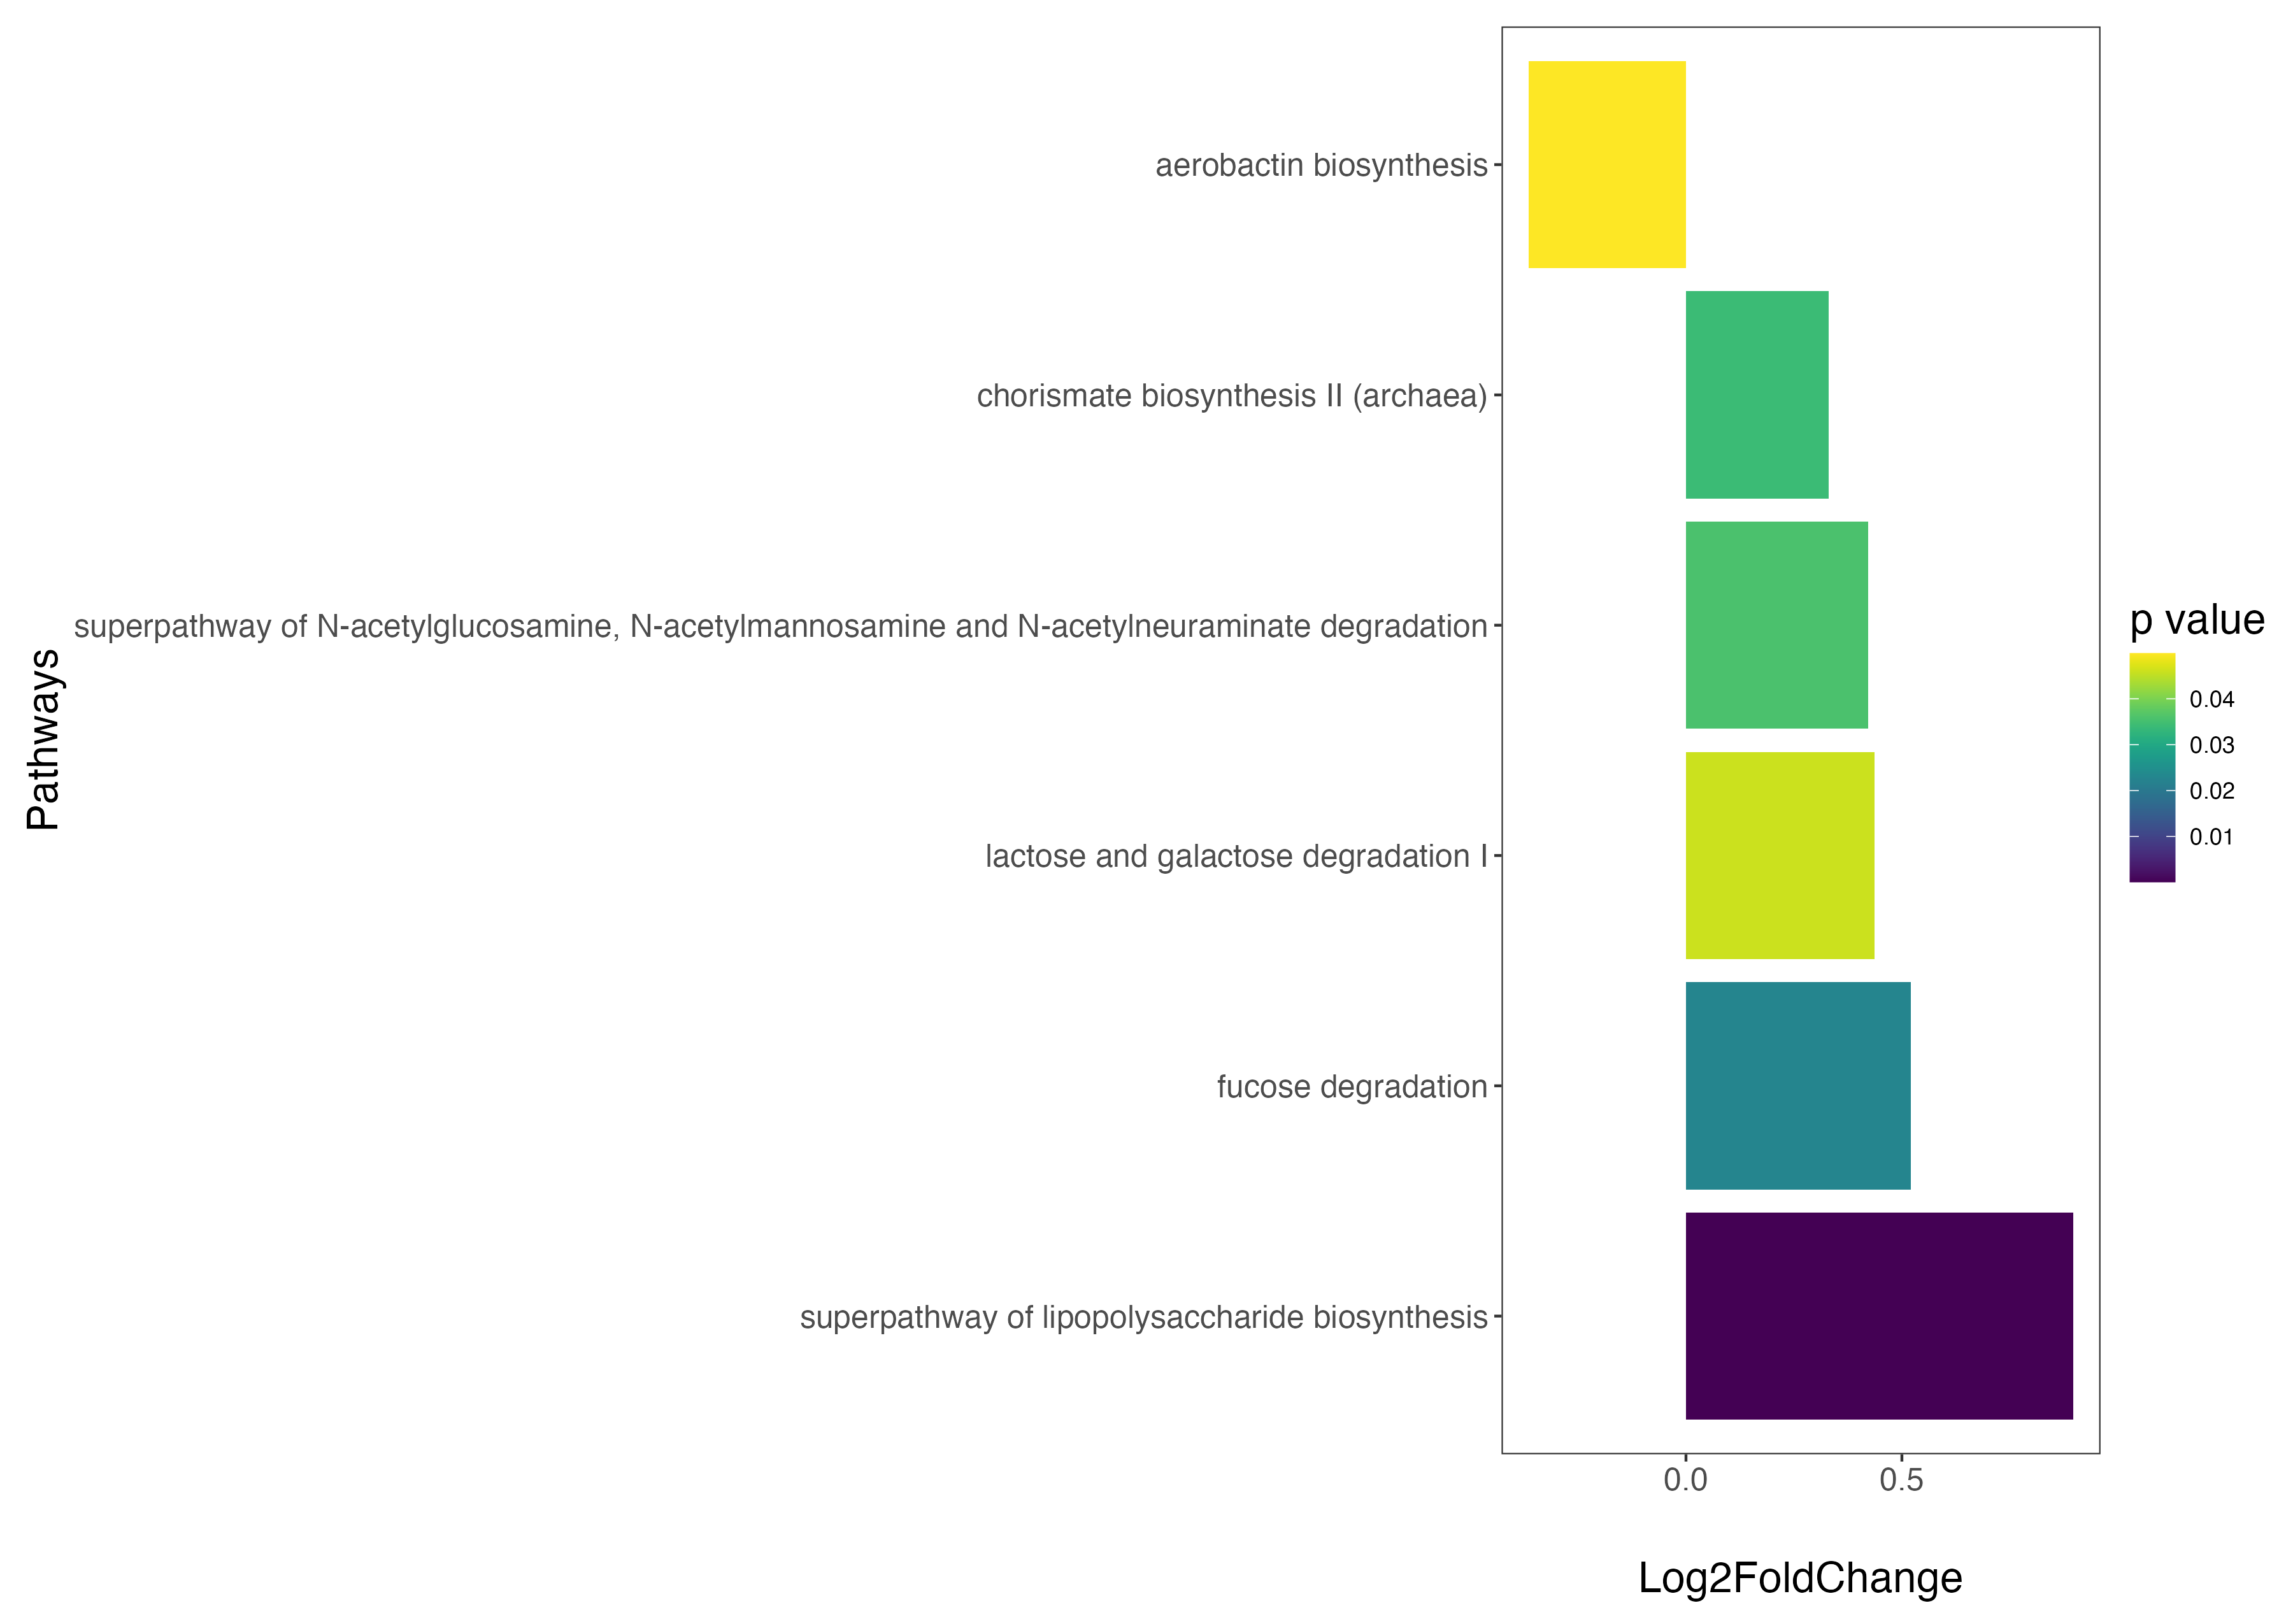 aerobactin biosynthesis
chorismate biosynthesis II (archaea)
superpathway of N-acetylglucosamine, N-acetylmannosamine and N-acetylneuraminate degradation
lactose and galactose degradation I
fucose degradation
superpathway of lipopolysaccharide biosynthesis
Pathways
0.0
0.5
Log2FoldChange
p value
0.04
0.03
0.02
0.01